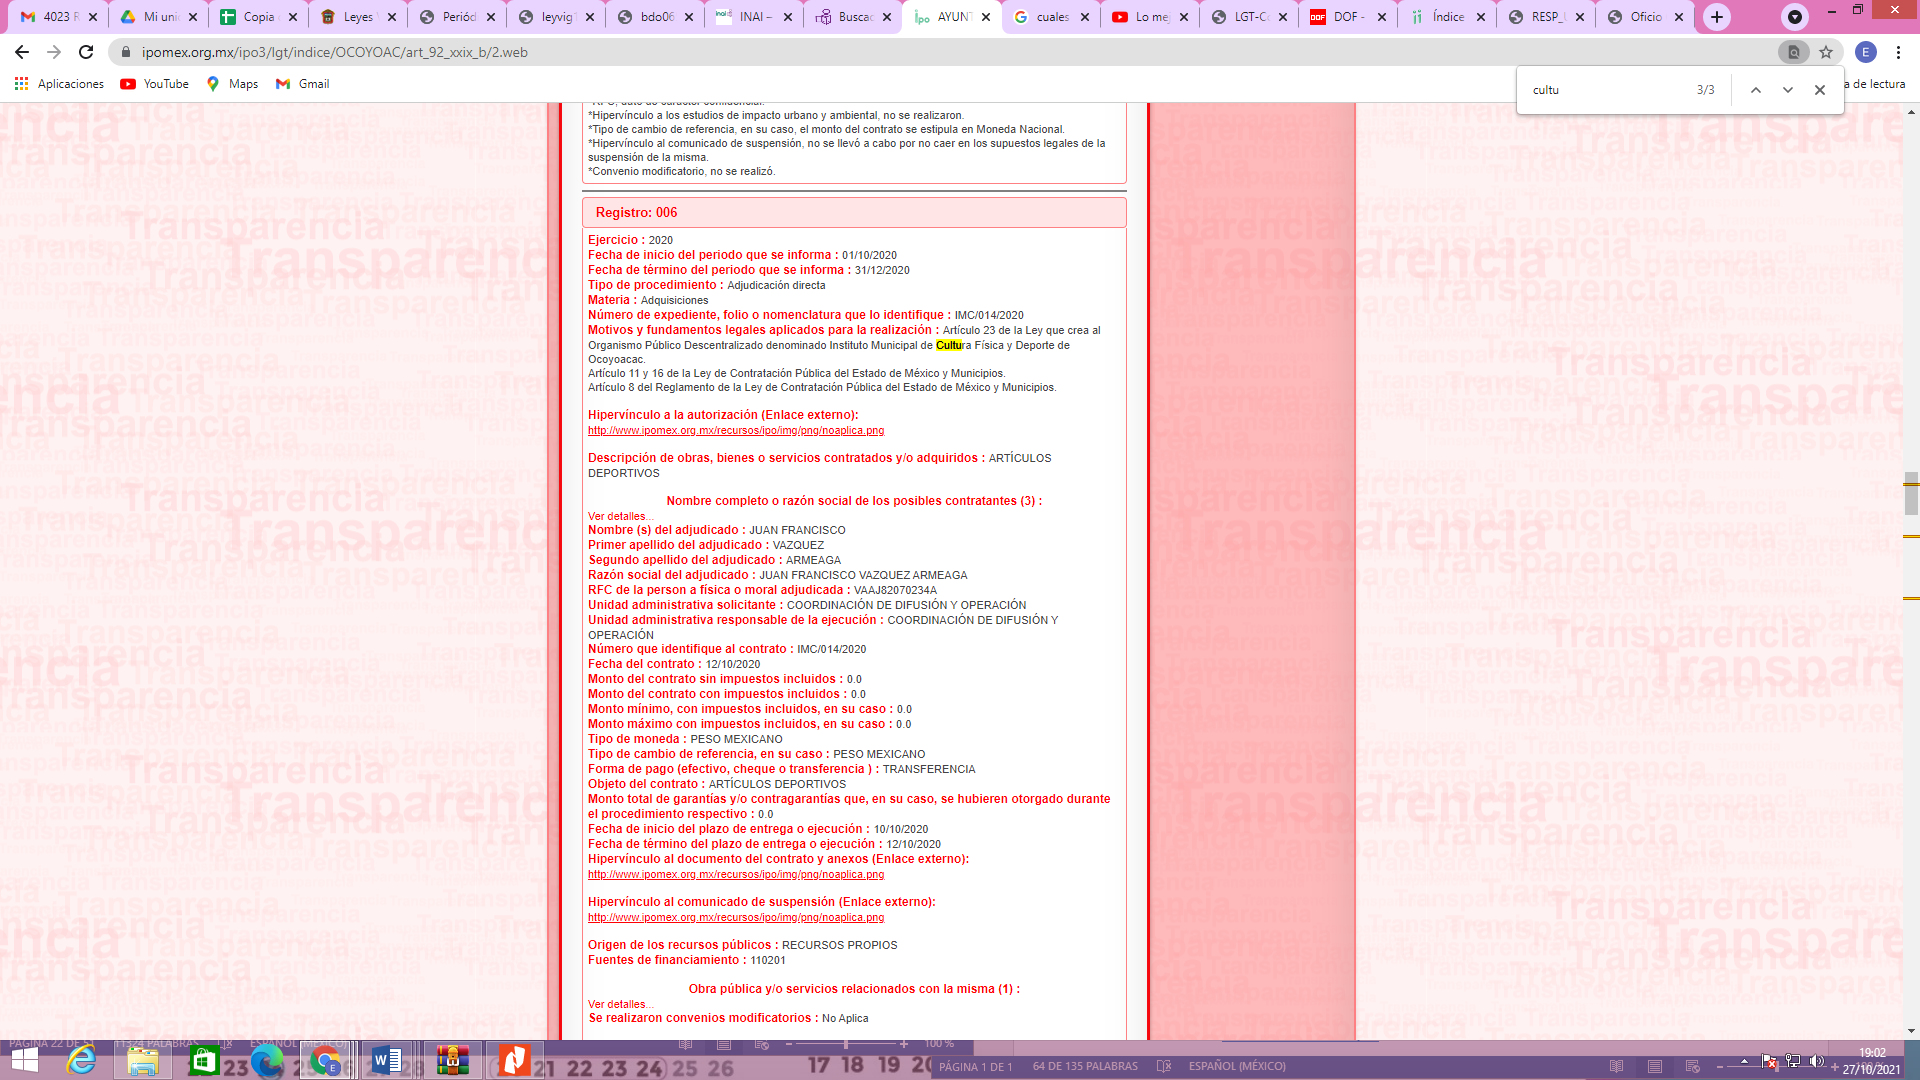 4023 R
Mi uni
Copia
Leyes
Periód
leyvig
bdo06
INAI –
Busca
AYUNT
cuales
Lo me
LGT-C
DOF -
Índice
RESP_
Oficio
ipomex.org.mx/ipo3/lgt/indice/OCOYOAC/art_92_xxix_b/2.web
Aplicaciones
YouTube
Maps
Gmail
a de lectura
cultu
3/3
*Hipervínculo a los estudios de impacto urbano y ambiental, no se realizaron.
*Tipo de cambio de referencia, en su caso, el monto del contrato se estipula en Moneda Nacional.
*Hipervínculo al comunicado de suspensión, no se llevó a cabo por no caer en los supuestos legales de la
suspensión de la misma.
*Convenio modificatorio, no se realizó.
Registro: 006
Ejercicio : 2020
Fecha de inicio del periodo que se informa : 01/10/2020
Fecha de término del periodo que se informa : 31/12/2020
Tipo de procedimiento : Adjudicación directa
Materia : Adquisiciones
Número de expediente, folio o nomenclatura que lo identifique : IMC/014/2020
Motivos y fundamentos legales aplicados para la realización : Artículo 23 de la Ley que crea al
Organismo Público Descentralizado denominado Instituto Municipal de Cultura Física y Deporte de
Ocoyoacac.
Artículo 11 y 16 de la Ley de Contratación Pública del Estado de México y Municipios.
Artículo 8 del Reglamento de la Ley de Contratación Pública del Estado de México y Municipios.
Hipervínculo a la autorización (Enlace externo):
http://www.ipomex.org.mx/recursos/ipo/img/png/noaplica.png
Descripción de obras, bienes o servicios contratados y/o adquiridos : ARTÍCULOS
DEPORTIVOS
Nombre completo o razón social de los posibles contratantes (3) :
Ver detalles...
Nombre (s) del adjudicado : JUAN FRANCISCO
Primer apellido del adjudicado : VAZQUEZ
Segundo apellido del adjudicado : ARMEAGA
Razón social del adjudicado : JUAN FRANCISCO VAZQUEZ ARMEAGA
RFC de la person a física o moral adjudicada : VAAJ82070234A
Unidad administrativa solicitante : COORDINACIÓN DE DIFUSIÓN Y OPERACIÓN
Unidad administrativa responsable de la ejecución : COORDINACIÓN DE DIFUSIÓN Y
OPERACIÓN
Número que identifique al contrato : IMC/014/2020
Fecha del contrato : 12/10/2020
Monto del contrato sin impuestos incluidos : 0.0
Monto del contrato con impuestos incluidos : 0.0
Monto mínimo, con impuestos incluidos, en su caso : 0.0
Monto máximo con impuestos incluidos, en su caso : 0.0
Tipo de moneda : PESO MEXICANO
Tipo de cambio de referencia, en su caso : PESO MEXICANO
Forma de pago (efectivo, cheque o transferencia ) : TRANSFERENCIA
Objeto del contrato : ARTÍCULOS DEPORTIVOS
Monto total de garantías y/o contragarantías que, en su caso, se hubieren otorgado durante
el procedimiento respectivo : 0.0
Fecha de inicio del plazo de entrega o ejecución : 10/10/2020
Fecha de término del plazo de entrega o ejecución : 12/10/2020
Hipervínculo al documento del contrato y anexos (Enlace externo):
http://www.ipomex.org.mx/recursos/ipo/img/png/noaplica.png
Hipervínculo al comunicado de suspensión (Enlace externo):
http://www.ipomex.org.mx/recursos/ipo/img/png/noaplica.png
Origen de los recursos públicos : RECURSOS PROPIOS
Fuentes de financiamiento : 110201
Obra pública y/o servicios relacionados con la misma (1) :
Ver detalles...
Se realizaron convenios modificatorios : No Aplica
Transparencia
PÁGINA 1 DE 1
64 DE 135 PALABRAS
ESPAÑOL (MÉXICO)
100 %
19:02
27/10/2021